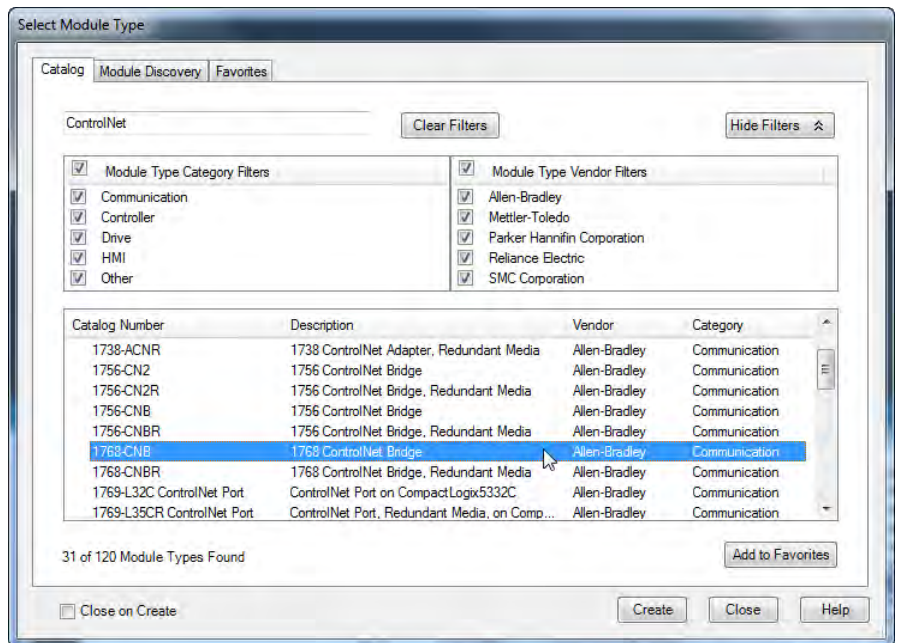 Select Module Type
Catalog Module Discovery Favorites
ControlNet Clear Filters Hide Filters
Module Type Category Filters Module Type Vendor Filters
Communication Allen-Bradley
Controller Mettler-Toledo
Drive Parker Hannifin Corporation
HMI Reliance Electric
Other SMC Corporation
Catalog Number Description Vendor Category
1738-ACNR 1738 ControlNet Adapter, Redundant Media Allen-Bradley Communication
1756-CN2 1756 ControlNet Bridge Allen-Bradley Communication
1756-CN2R 1756 ControlNet Bridge, Redundant Media Allen-Bradley Communication
1756-CNB 1756 ControlNet Bridge Allen-Bradley Communication
1756-CNBR 1756 ControlNet Bridge, Redundant Media Allen-Bradley Communication
1768-CNB 1768 ControlNet Bridge Allen-Bradley Communication
1768-CNBR 1768 ControlNet Bridge, Redundant Media Allen-Bradley Communication
1769-L32C ControlNet Port ControlNet Port on CompactLogix5332C Allen-Bradley Communication
1769-L35CR ControlNet Port ControlNet Port, Redundant Media, on Comp... Allen-Bradley Communication
31 of 120 Module Types Found Add to Favorites
Close on Create Create Close Help